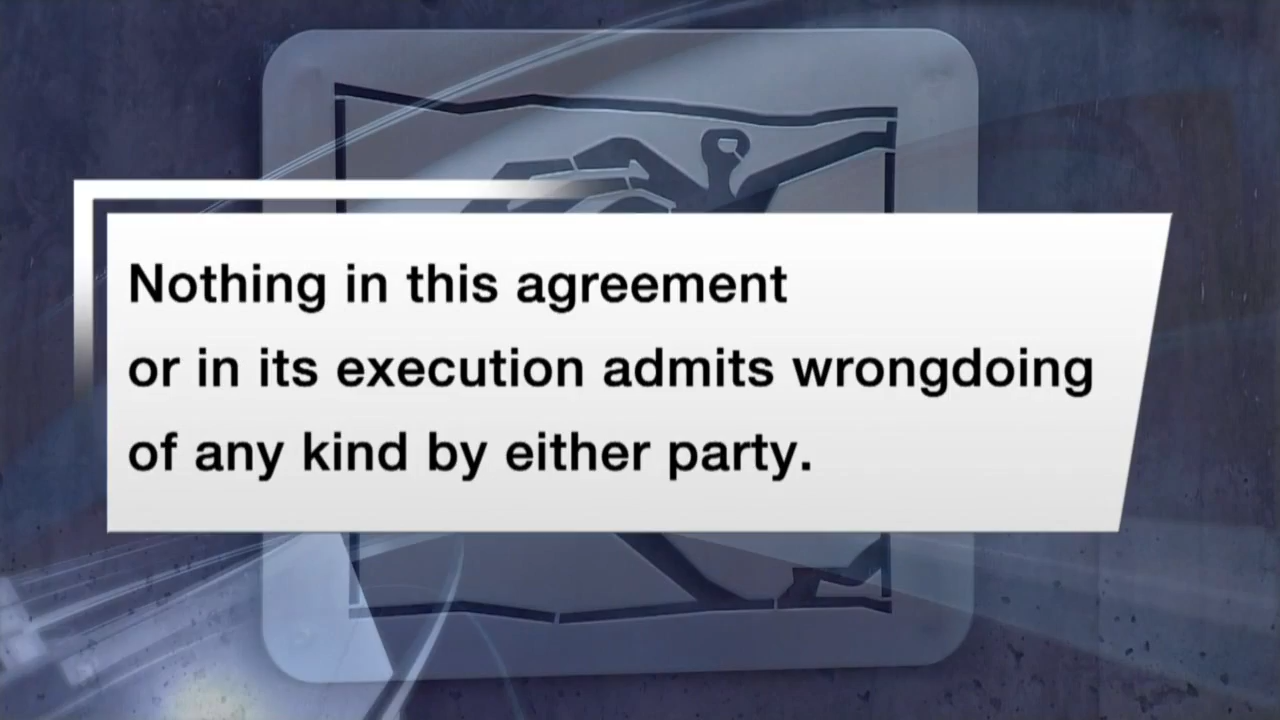 Nothing in this agreement
or in its execution admits wrongdoing
of any kind by either party.